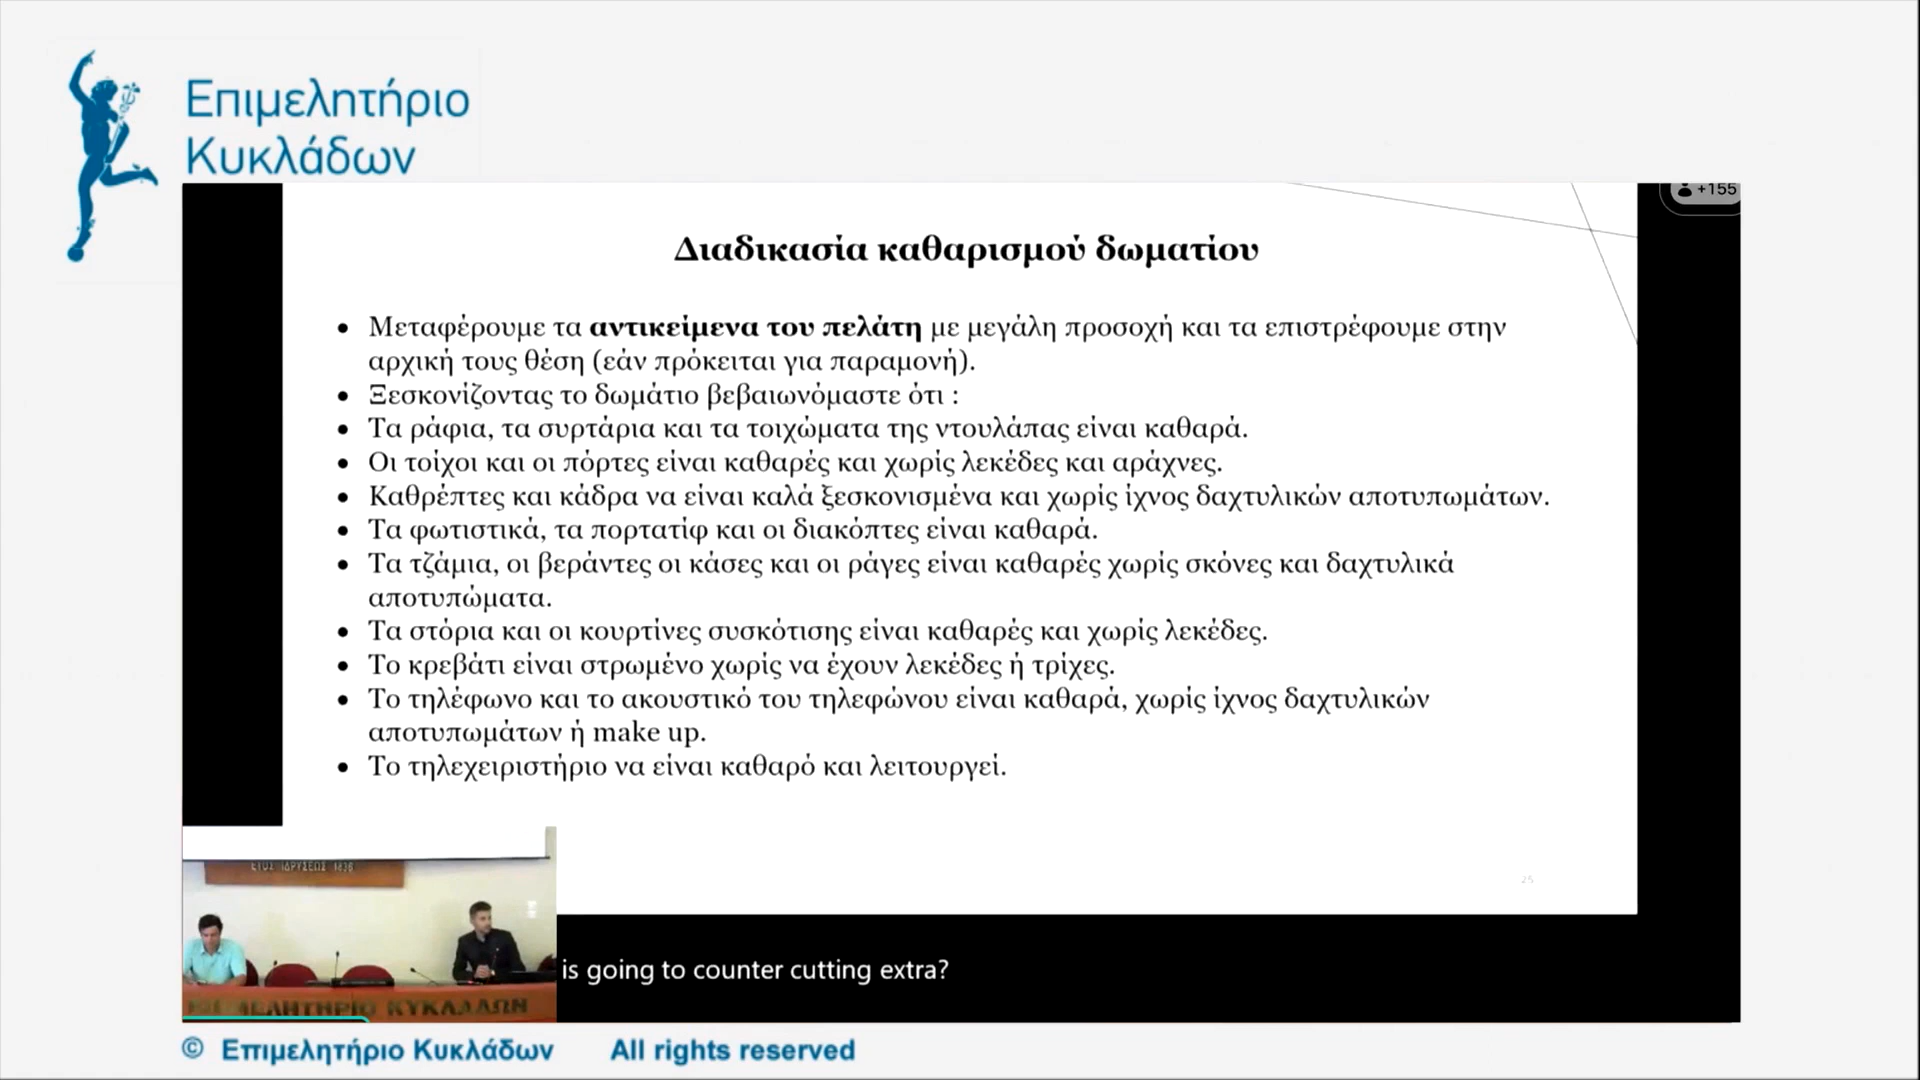 Επιμελητήριο
Κυκλάδων
+155
Διαδικασία καθαρισμού δωματίου
• Μεταφέρουμε τα αντικείμενα του πελάτη με μεγάλη προσοχή και τα επιστρέφουμε στην
αρχική τους θέση (εάν πρόκειται για παραμονή).
• Ξεσκονίζοντας το δωμάτιο βεβαιωνόμαστε ότι :
• Τα ράφια, τα συρτάρια και τα τοιχώματα της ντουλάπας είναι καθαρά.
• Οι τοίχοι και οι πόρτες είναι καθαρές και χωρίς λεκέδες και αράχνες.
• Καθρέπτες και κάδρα να είναι καλά ξεσκονισμένα και χωρίς ίχνος δαχτυλικών αποτυπωμάτων.
• Τα φωτιστικά, τα πορτατίφ και οι διακόπτες είναι καθαρά.
• Τα τζάμια, οι βεράντες οι κάσες και οι ράγες είναι καθαρές χωρίς σκόνες και δαχτυλικά
αποτυπώματα.
• Τα στόρια και οι κουρτίνες συσκότισης είναι καθαρές και χωρίς λεκέδες.
• Το κρεβάτι είναι στρωμένο χωρίς να έχουν λεκέδες ή τρίχες.
• Το τηλέφωνο και το ακουστικό του τηλεφώνου είναι καθαρά, χωρίς ίχνος δαχτυλικών
αποτυπωμάτων ή make up.
• Το τηλεχειριστήριο να είναι καθαρό και λειτουργεί.
25
ΕΤΟΣ ΙΔΡΥΣΕΩΣ 1836
is going to counter cutting extra?
ΕΠΙΜΕΛΗΤΗΡΙΟ ΚΥΚΛΑΔΩΝ
© Επιμελητήριο Κυκλάδων All rights reserved